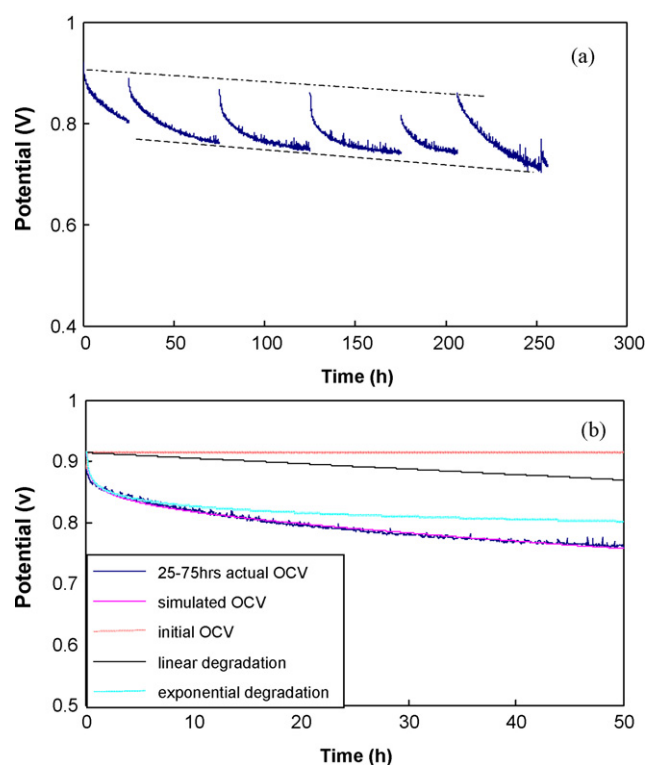 (a)
Potential (V)
1
0.8
0.6
0.4
0 50 100 150 200 250 300
Time (h)
(b)
Potential (v)
1
0.9
0.8
0.7
0.6
0.5
25-75hrs actual OCV
simulated OCV
initial OCV
linear degradation
exponential degradation
0 10 20 30 40 50
Time (h)